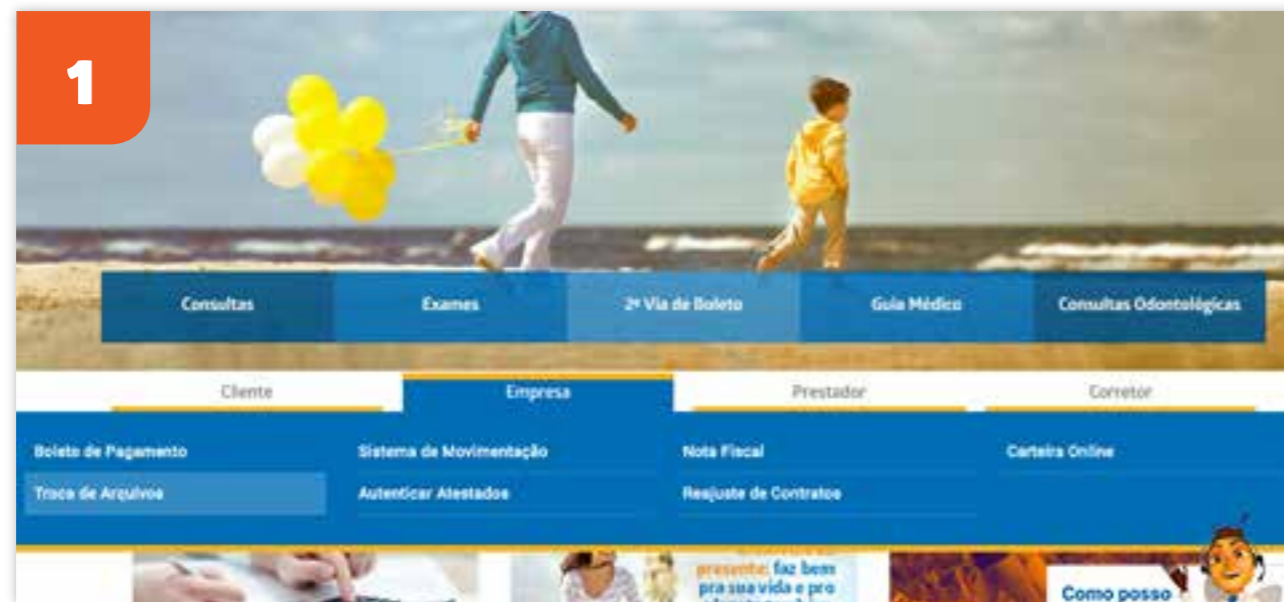 1
Consultas
Exames
2ª Via de Boleto
Guia Médico
Consultas Odontológicas
Cliente
Empresa
Prestador
Corretor
Boleto de Pagamento
Sistema de Movimentação
Nota Fiscal
Carteira Online
Troca de Arquivos
Autenticar Atestados
Reajuste de Contratos
presente: faz bem
pra sua vida e pro
Como posso